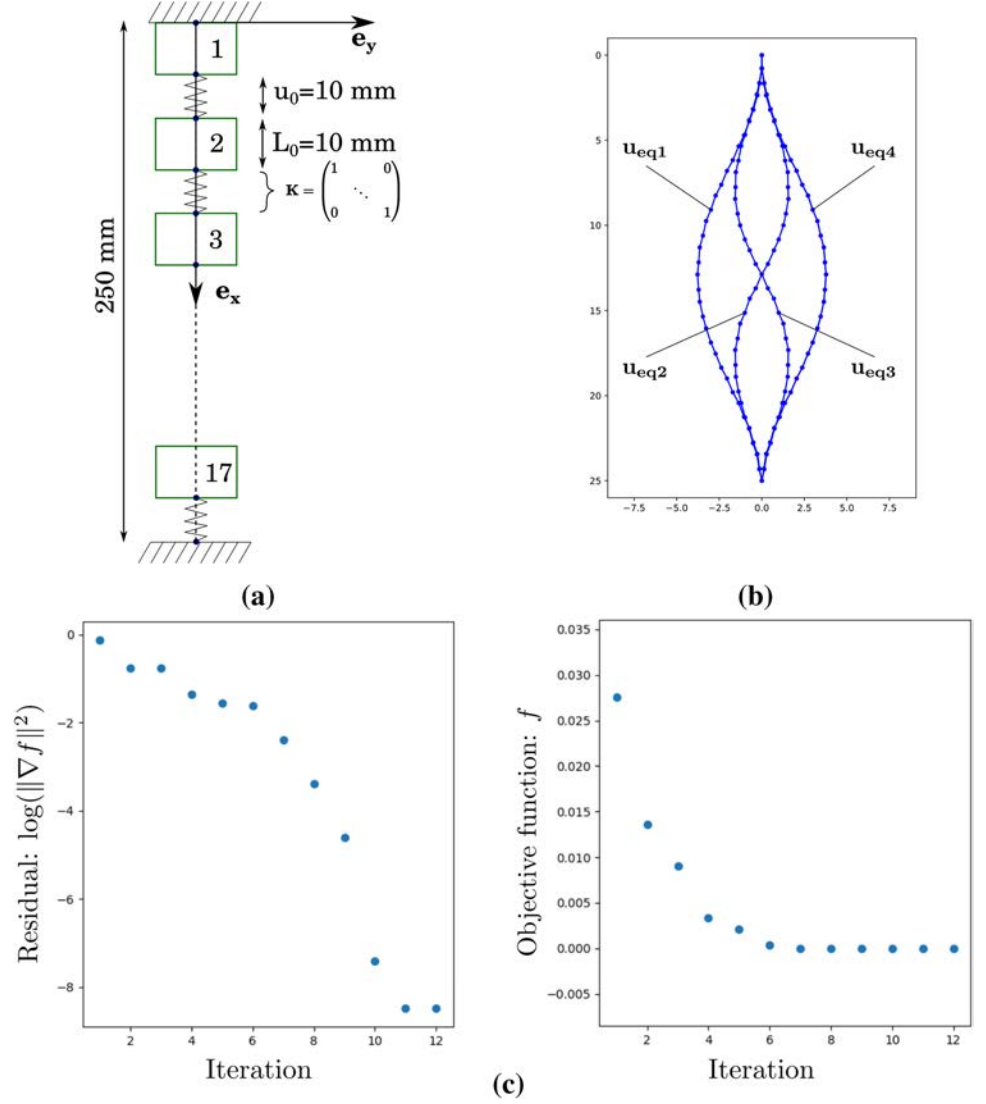 1
e_y
u₀=10 mm
2
L₀=10 mm
K = (1 0 ⋱ 0 1)
3
250 mm
e_x
17
(a)
0
5
10
15
20
25
u_eq1
u_eq4
u_eq2
u_eq3
−7.5 −5.0 −2.5 0.0 2.5 5.0 7.5
(b)
Residual: log(‖∇f‖²)
0
−2
−4
−6
−8
2 4 6 8 10 12
Iteration
Objective function: f
0.035
0.030
0.025
0.020
0.015
0.010
0.005
0.000
−0.005
2 4 6 8 10 12
Iteration
(c)